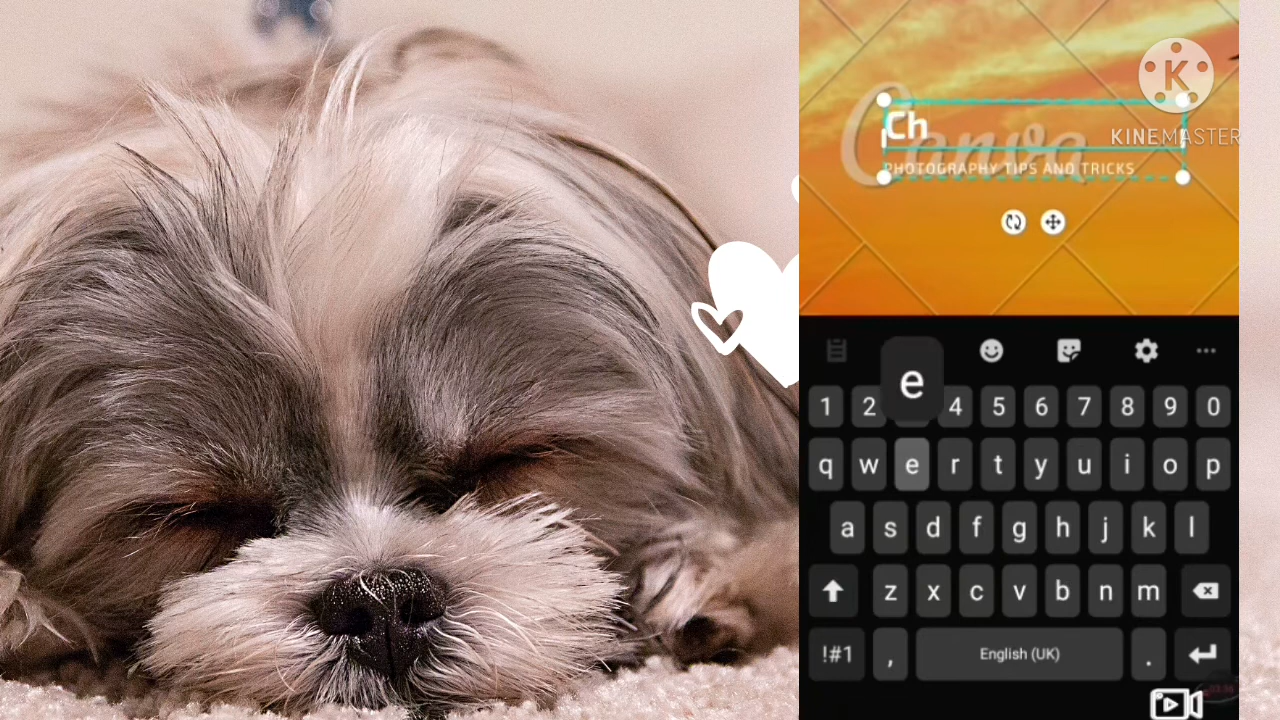 Canva
KINEMASTER
Ch
PHOTOGRAPHY TIPS AND TRICKS
e
1 2 4 5 6 7 8 9 0
q w e r t y u i o p
a s d f g h j k l
z x c v b n m
!#1 , English (UK) .